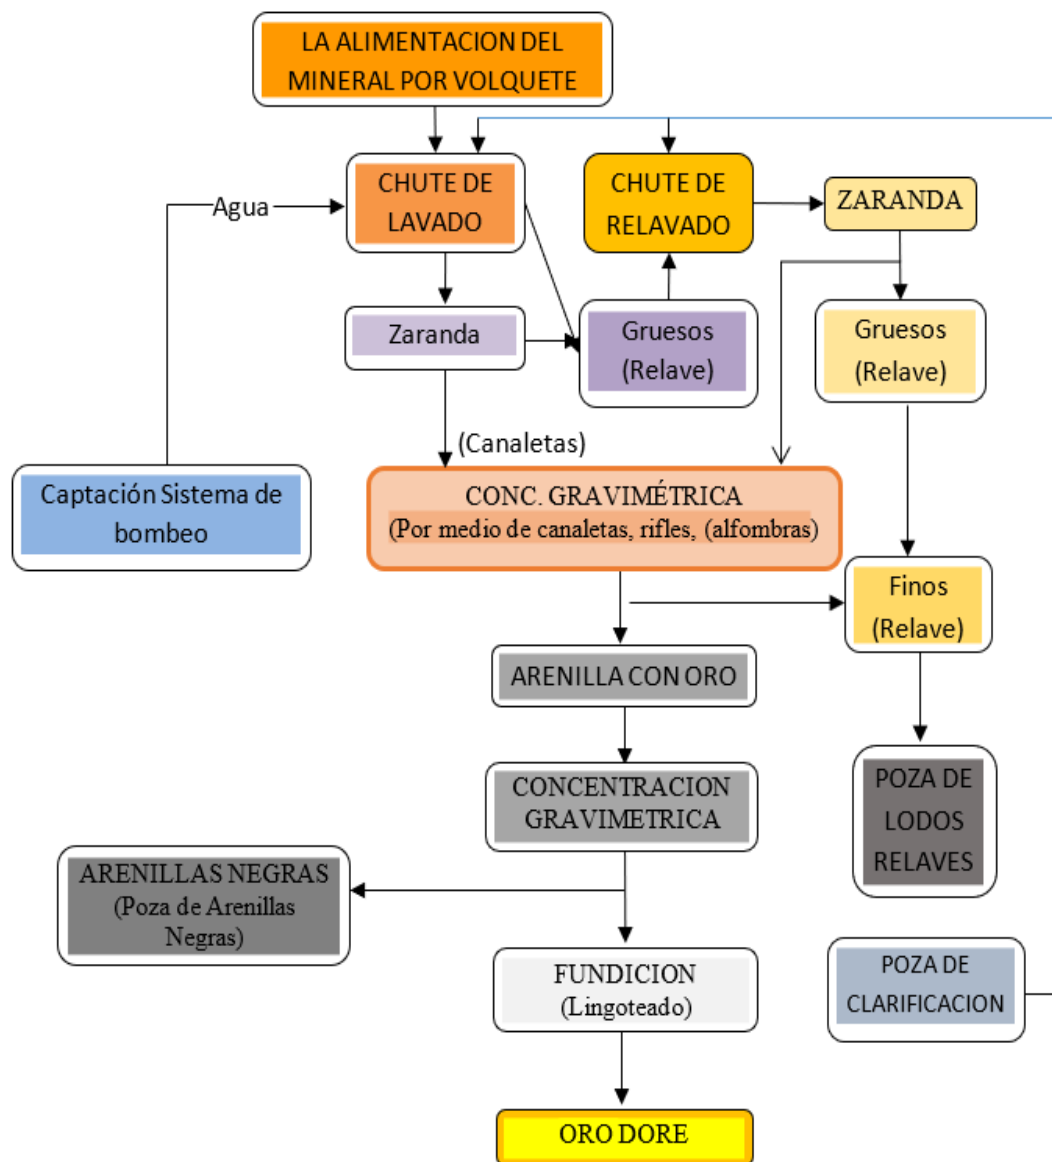 LA ALIMENTACION DEL
MINERAL POR VOLQUETE
CHUTE DE
LAVADO
CHUTE DE
RELAVADO
ZARANDA
Agua
Zaranda
Gruesos
(Relave)
Gruesos
(Relave)
(Canaletas)
Captación Sistema de
bombeo
CONC. GRAVIMÉTRICA
(Por medio de canaletas, rifles, (alfombras)
Finos
(Relave)
ARENILLA CON ORO
CONCENTRACION
GRAVIMETRICA
POZA DE
LODOS
RELAVES
ARENILLAS NEGRAS
(Poza de Arenillas
Negras)
FUNDICION
(Lingoteado)
POZA DE
CLARIFICACION
ORO DORE